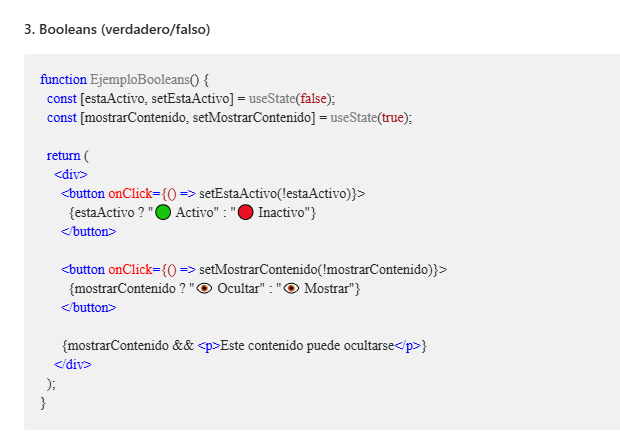 3. Booleans (verdadero/falso)
function EjemploBooleans() {
const [estaActivo, setEstaActivo] = useState(false);
const [mostrarContenido, setMostrarContenido] = useState(true);
return (
<div>
<button onClick={() => setEstaActivo(!estaActivo)}>
{estaActivo ? "🟢 Activo" : "🔴 Inactivo"}
</button>
<button onClick={() => setMostrarContenido(!mostrarContenido)}>
{mostrarContenido ? "👁 Ocultar" : "👁 Mostrar"}
</button>
{mostrarContenido && <p>Este contenido puede ocultarse</p>}
</div>
);
}